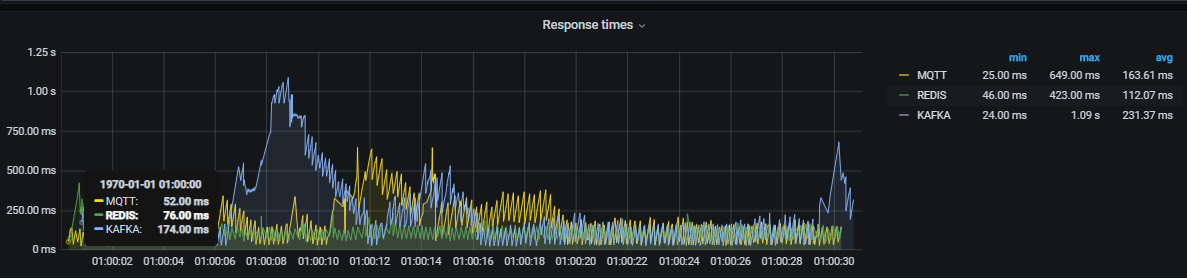 Response times
1.25 s
1.00 s
750.00 ms
500.00 ms
250.00 ms
0 ms
1970-01-01 01:00:00
MQTT: 52.00 ms
REDIS: 76.00 ms
KAFKA: 174.00 ms
01:00:02 01:00:04 01:00:06 01:00:08 01:00:10 01:00:12 01:00:14 01:00:16 01:00:18 01:00:20 01:00:22 01:00:24 01:00:26 01:00:28 01:00:30
min max avg
MQTT 25.00 ms 649.00 ms 163.61 ms
REDIS 46.00 ms 423.00 ms 112.07 ms
KAFKA 24.00 ms 1.09 s 231.37 ms